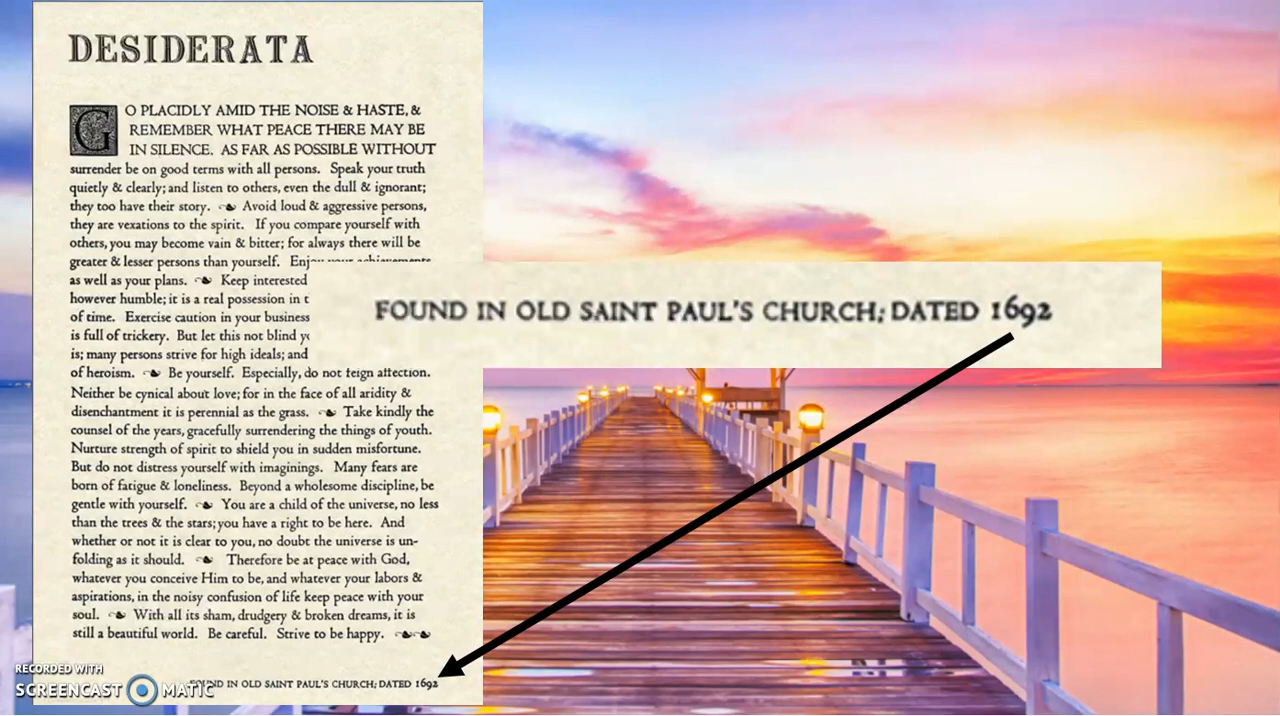 DESIDERATA
GO PLACIDLY AMID THE NOISE & HASTE, &
REMEMBER WHAT PEACE THERE MAY BE
IN SILENCE. AS FAR AS POSSIBLE WITHOUT
surrender be on good terms with all persons. Speak your truth
quietly & clearly; and listen to others, even the dull & ignorant;
they too have their story. Avoid loud & aggressive persons,
they are vexations to the spirit. If you compare yourself with
others, you may become vain & bitter; for always there will be
greater & lesser persons than yourself. Enjoy your achievements
as well as your plans. Keep interested
however humble; it is a real possession in
of time. Exercise caution in your business
is full of trickery. But let this not blind
is; many persons strive for high ideals; and
of heroism. Be yourself. Especially, do not feign affection.
Neither be cynical about love; for in the face of all aridity &
disenchantment it is perennial as the grass. Take kindly the
counsel of the years, gracefully surrendering the things of youth.
Nurture strength of spirit to shield you in sudden misfortune.
But do not distress yourself with imaginings. Many fears are
born of fatigue & loneliness. Beyond a wholesome discipline, be
gentle with yourself. You are a child of the universe, no less
than the trees & the stars; you have a right to be here. And
whether or not it is clear to you, no doubt the universe is un-
folding as it should. Therefore be at peace with God,
whatever you conceive Him to be, and whatever your labors &
aspirations, in the noisy confusion of life keep peace with your
soul. With all its sham, drudgery & broken dreams, it is
still a beautiful world. Be careful. Strive to be happy.
FOUND IN OLD SAINT PAUL'S CHURCH; DATED 1692
FOUND IN OLD SAINT PAUL'S CHURCH; DATED 1692
RECORDED WITH
SCREENCAST MATIC